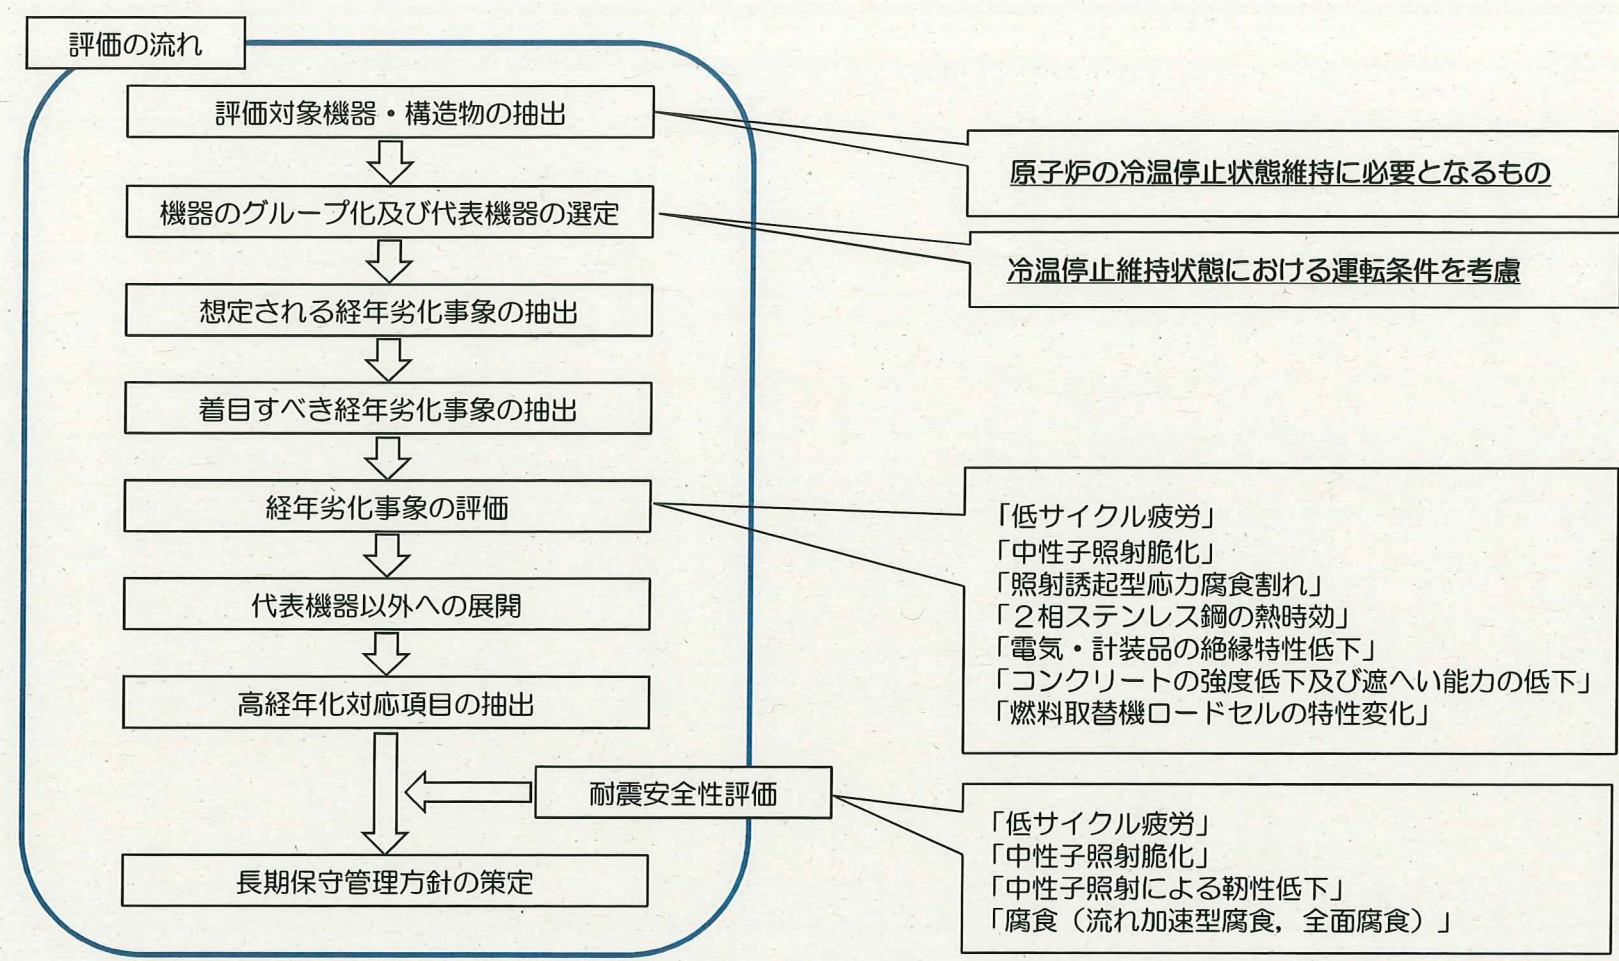 評価の流れ
評価対象機器・構造物の抽出
原子炉の冷温停止状態維持に必要となるもの
機器のグループ化及び代表機器の選定
冷温停止維持状態における運転条件を考慮
想定される経年劣化事象の抽出
着目すべき経年劣化事象の抽出
経年劣化事象の評価
「低サイクル疲労」
「中性子照射脆化」
「照射誘起型応力腐食割れ」
「２相ステンレス鋼の熱時効」
「電気・計装品の絶縁特性低下」
「コンクリートの強度低下及び遮へい能力の低下」
「燃料取替機ロードセルの特性変化」
代表機器以外への展開
高経年化対応項目の抽出
耐震安全性評価
「低サイクル疲労」
「中性子照射脆化」
「中性子照射による靭性低下」
「腐食（流れ加速型腐食，全面腐食）」
長期保守管理方針の策定